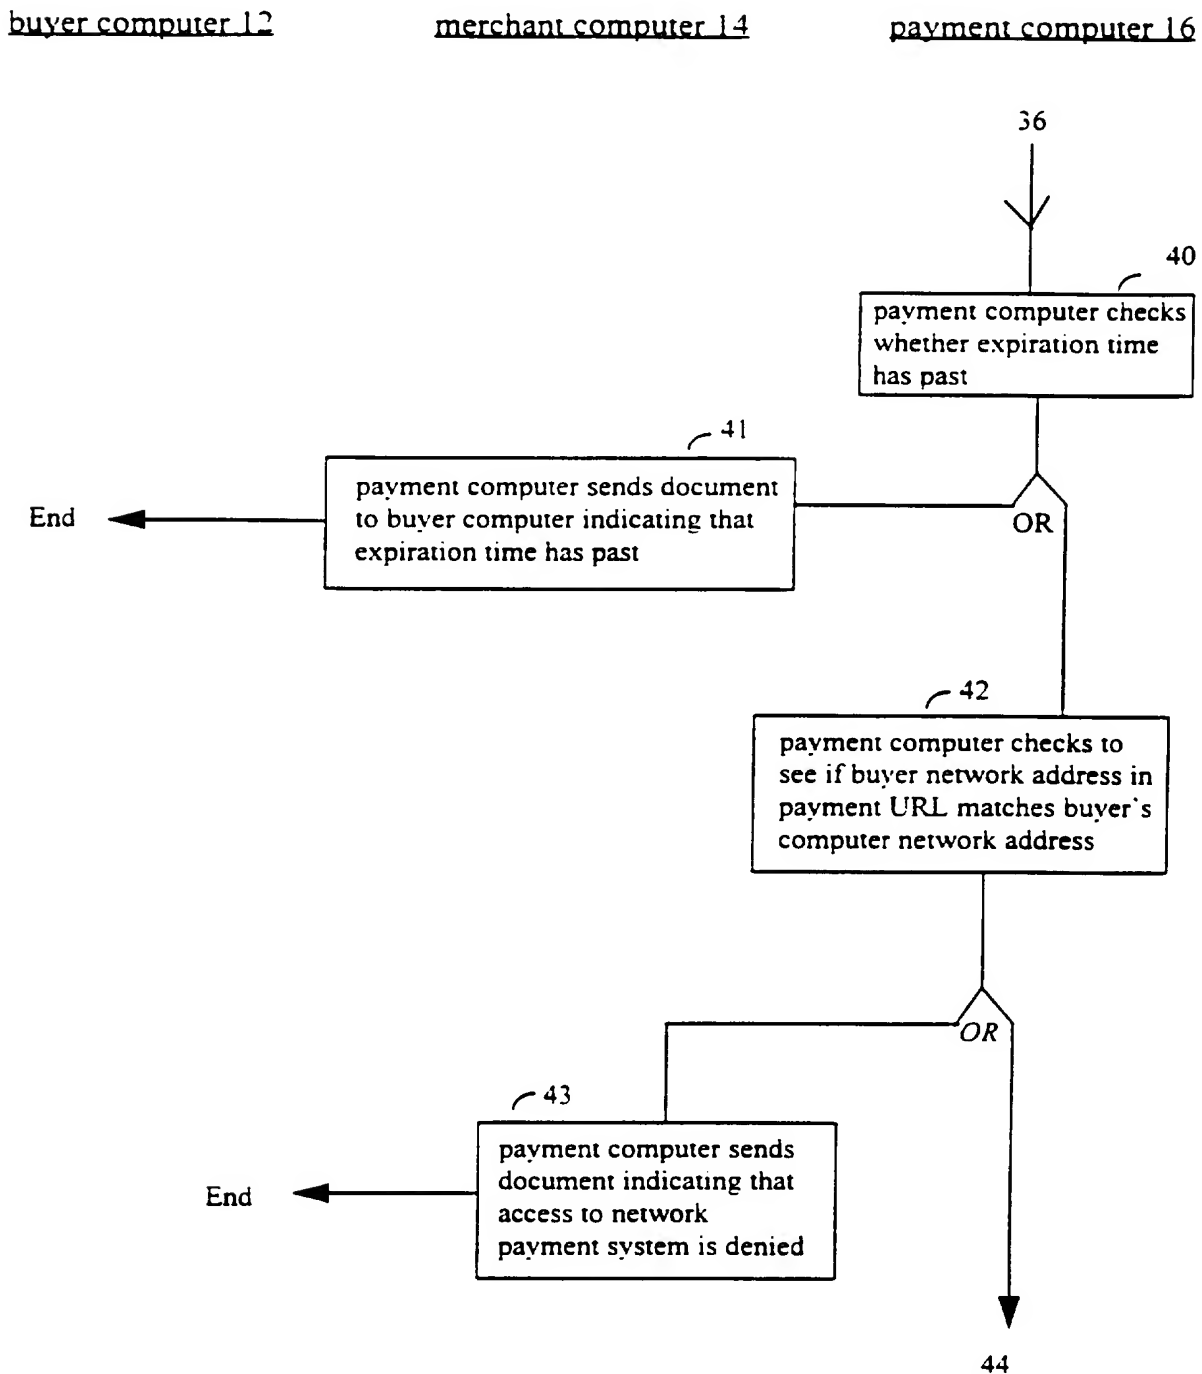 buyer computer 12
merchant computer 14
payment computer 16
36
40
payment computer checks
whether expiration time
has past
41
payment computer sends document
to buyer computer indicating that
expiration time has past
End
OR
42
payment computer checks to
see if buyer network address in
payment URL matches buyer's
computer network address
OR
43
payment computer sends
document indicating that
access to network
payment system is denied
End
44